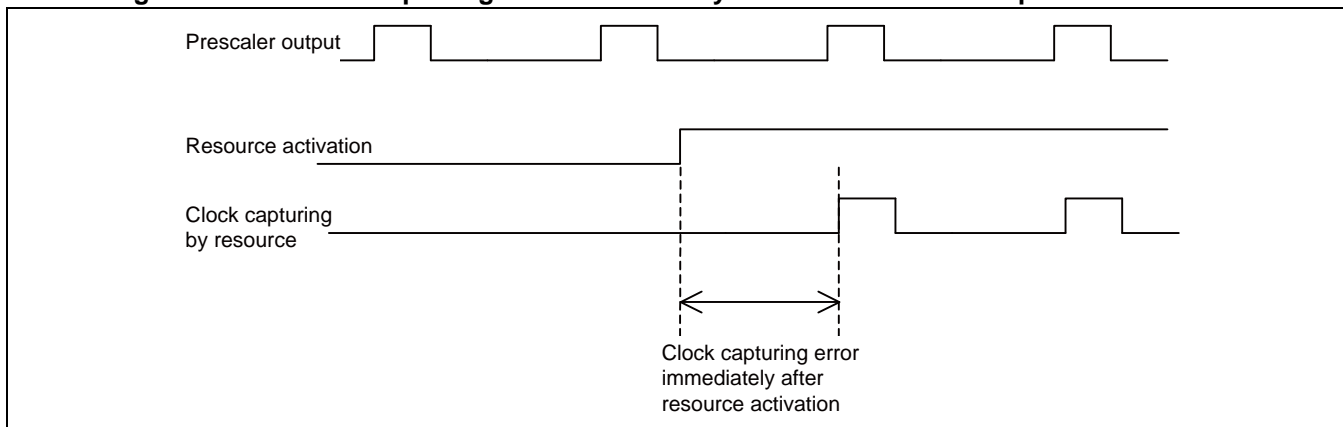 Prescaler output
Resource activation
Clock capturing
by resource
Clock capturing error
immediately after
resource activation